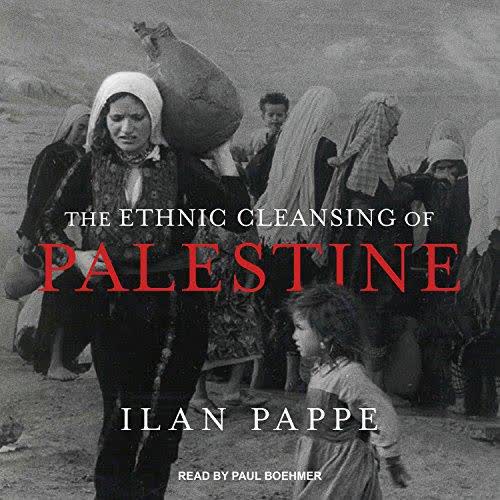 THE ETHNIC CLEANSING OF
PALESTINE
ILAN PAPPE
READ BY PAUL BOEHMER